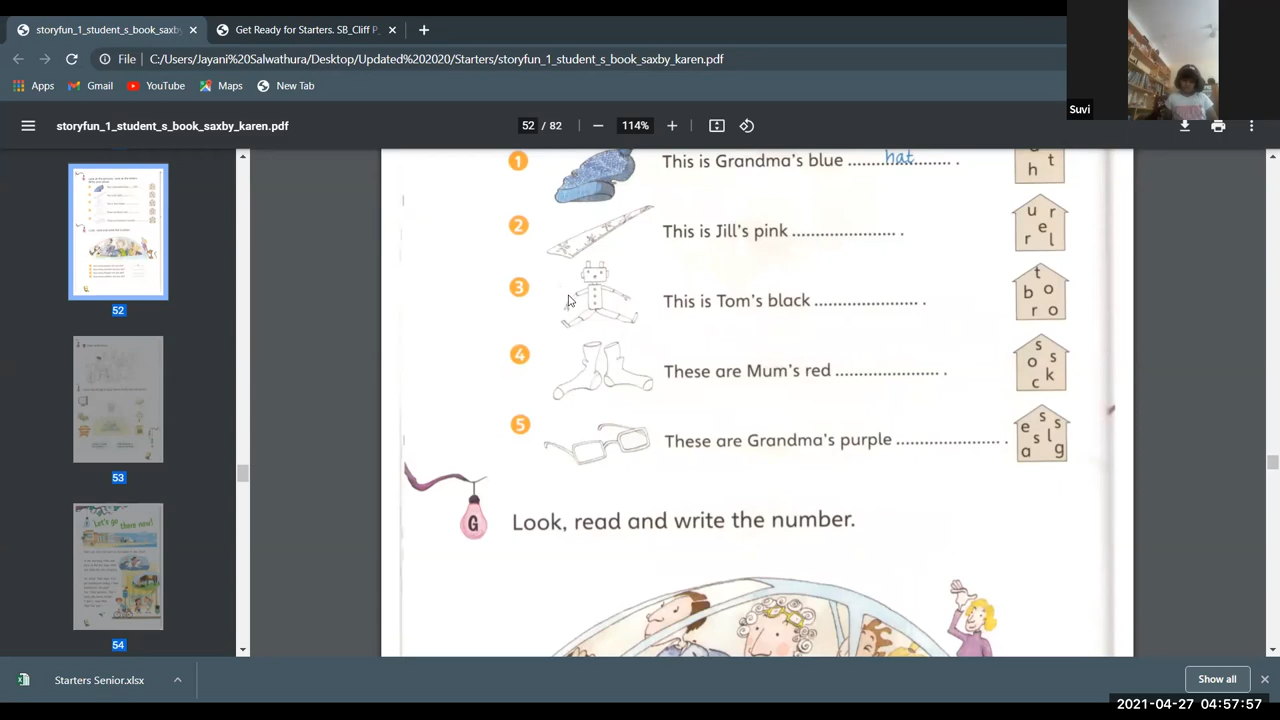 storyfun_1_student_s_book_saxby
Get Ready for Starters. SB_Cliff P
File
C:/Users/Jayani%20Salwathura/Desktop/Updated%202020/Starters/storyfun_1_student_s_book_saxby_karen.pdf
Apps
Gmail
YouTube
Maps
New Tab
Suvi
storyfun_1_student_s_book_saxby_karen.pdf
52 / 82
114%
52
53
Let's go there now!
54
1 This is Grandma's blue ........hat........ .
h t
2 This is Jill's pink ..................... .
u r e r l
3 This is Tom's black ..................... .
t b o r o
4 These are Mum's red ..................... .
s o s c k
5 These are Grandma's purple ..................... .
e s s s l a g
G Look, read and write the number.
Starters Senior.xlsx
Show all
2021-04-27 04:57:57